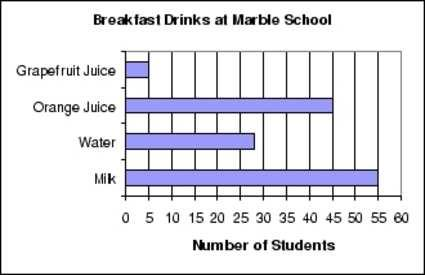 Breakfast Drinks at Marble School
Grapefruit Juice
Orange Juice
Water
Milk
0 5 10 15 20 25 30 35 40 45 50 55 60
Number of Students